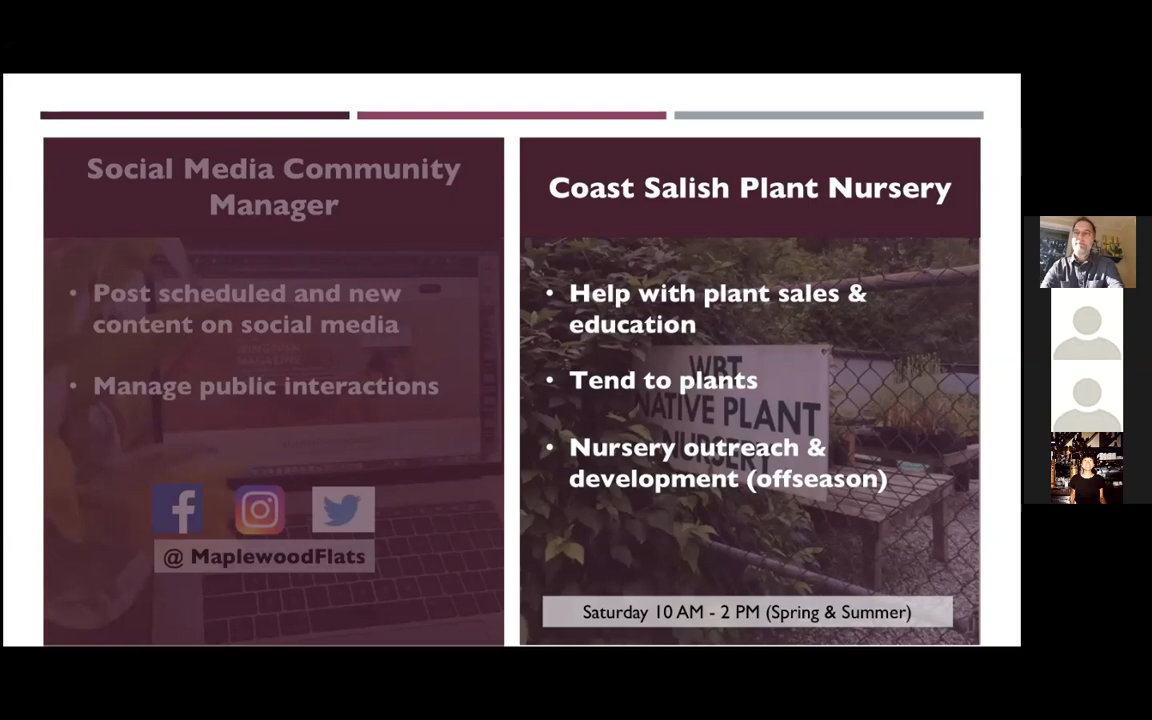 Social Media Community
Manager
• Post scheduled and new
content on social media
• Manage public interactions
@ MaplewoodFlats
Coast Salish Plant Nursery
• Help with plant sales &
education
• Tend to plants
• Nursery outreach &
development (offseason)
WBT
NATIVE PLANT
NURSERY
Saturday 10 AM - 2 PM (Spring & Summer)